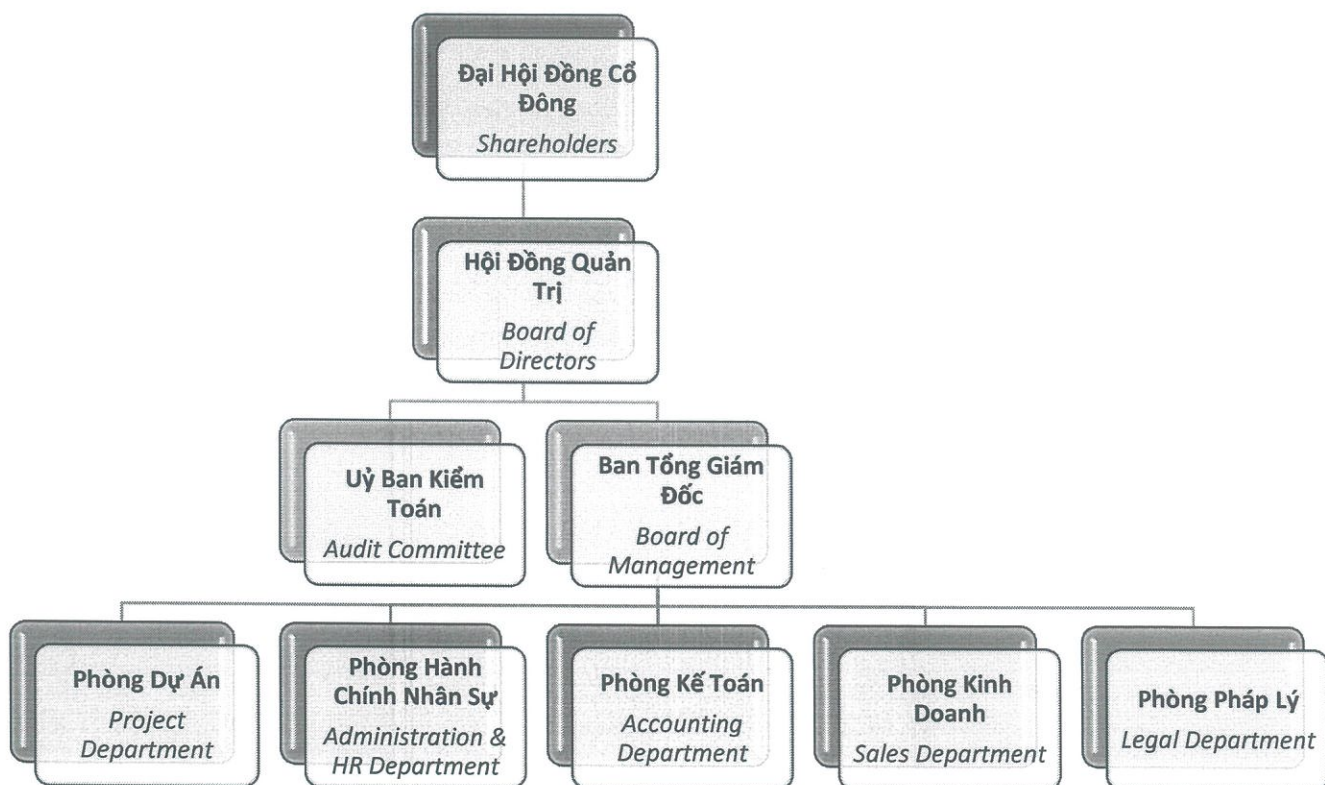 Đại Hội Đồng Cổ
Đông
Shareholders
Hội Đồng Quản
Trị
Board of
Directors
Uỷ Ban Kiểm
Toán
Audit Committee
Ban Tổng Giám
Đốc
Board of
Management
Phòng Dự Án
Project
Department
Phòng Hành
Chính Nhân Sự
Administration &
HR Department
Phòng Kế Toán
Accounting
Department
Phòng Kinh
Doanh
Sales Department
Phòng Pháp Lý
Legal Department